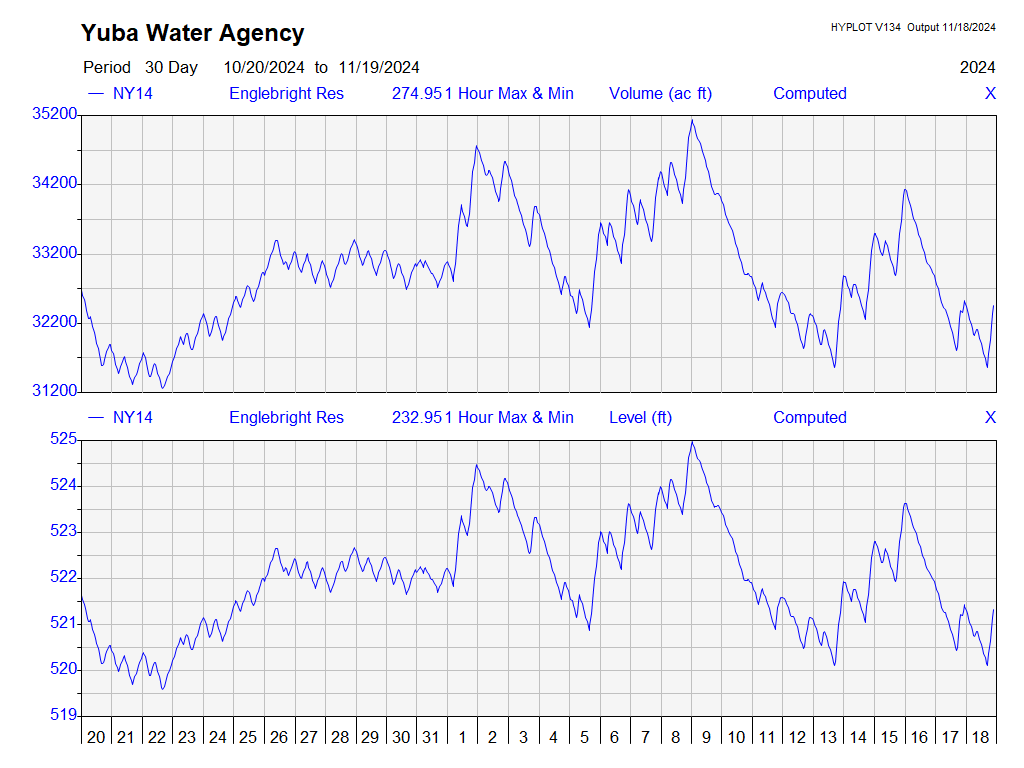 Yuba Water Agency
HYPLOT V134 Output 11/18/2024
Period 30 Day 10/20/2024 to 11/19/2024 2024
NY14 Englebright Res 274.951 Hour Max & Min Volume (ac ft) Computed X
35200
34200
33200
32200
31200
NY14 Englebright Res 232.951 Hour Max & Min Level (ft) Computed X
525
524
523
522
521
520
519
20 21 22 23 24 25 26 27 28 29 30 31 1 2 3 4 5 6 7 8 9 10 11 12 13 14 15 16 17 18